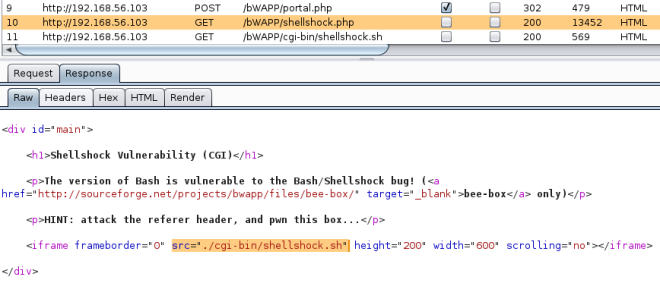 9 http://192.168.56.103 POST /bWAPP/portal.php 302 479 HTML
10 http://192.168.56.103 GET /bWAPP/shellshock.php 200 13452 HTML
11 http://192.168.56.103 GET /bWAPP/cgi-bin/shellshock.sh 200 569 HTML
Request Response
Raw Headers Hex HTML Render
<div id="main">
<h1>Shellshock Vulnerability (CGI)</h1>
<p>The version of Bash is vulnerable to the Bash/Shellshock bug! (<a
href="http://sourceforge.net/projects/bwapp/files/bee-box/" target="_blank">bee-box</a> only)</p>
<p>HINT: attack the referer header, and pwn this box...</p>
<iframe frameborder="0" src="./cgi-bin/shellshock.sh" height="200" width="600" scrolling="no"></iframe>
</div>